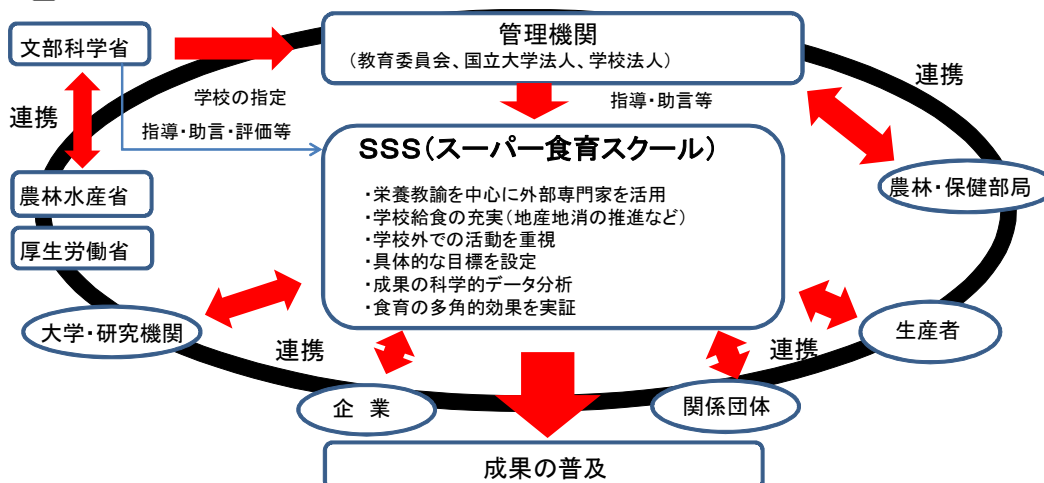 文部科学省
管理機関
(教育委員会、国立大学法人、学校法人)
連携
学校の指定
指導・助言・評価等
指導・助言等
連携
SSS(スーパー食育スクール)
・栄養教諭を中心に外部専門家を活用
・学校給食の充実(地産地消の推進など)
・学校外での活動を重視
・具体的な目標を設定
・成果の科学的データ分析
・食育の多角的効果を実証
農林水産省
厚生労働省
農林・保健部局
大学・研究機関
連携
企 業
連携
関係団体
生産者
成果の普及